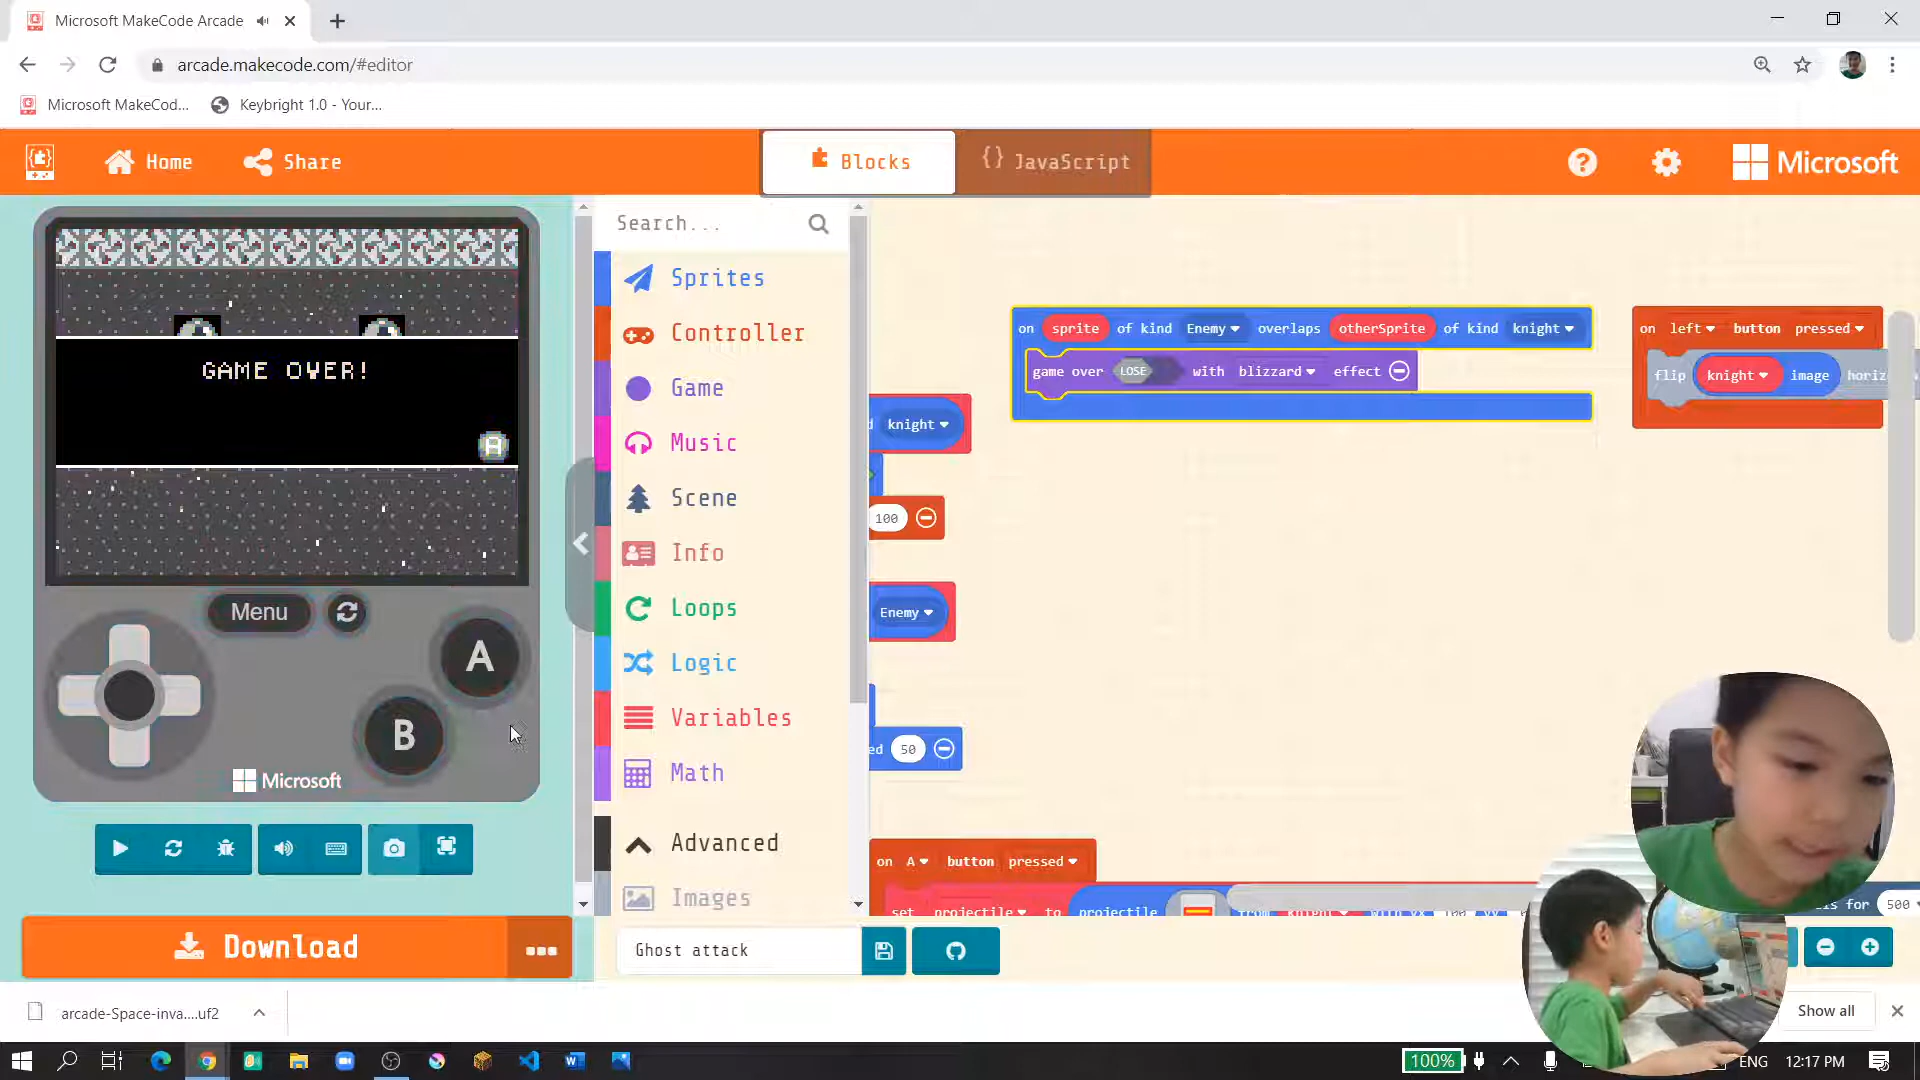 Microsoft MakeCode Arcade
arcade.makecode.com/#editor
Microsoft MakeCod...
Keybright 1.0 - Your...
Home
Share
Blocks
{} JavaScript
Microsoft
GAME OVER!
A
Menu
A
B
Microsoft
Download
Search...
Sprites
Controller
Game
Music
Scene
Info
Loops
Logic
Variables
Math
Advanced
Images
Ghost attack
on sprite of kind Enemy overlaps otherSprite of kind knight
game over LOSE with blizzard effect
on left button pressed
flip knight image
knight
100
Enemy
50
on A button pressed
set projectile to projectile
500
arcade-Space-inva....uf2
Show all
100%
ENG
12:17 PM